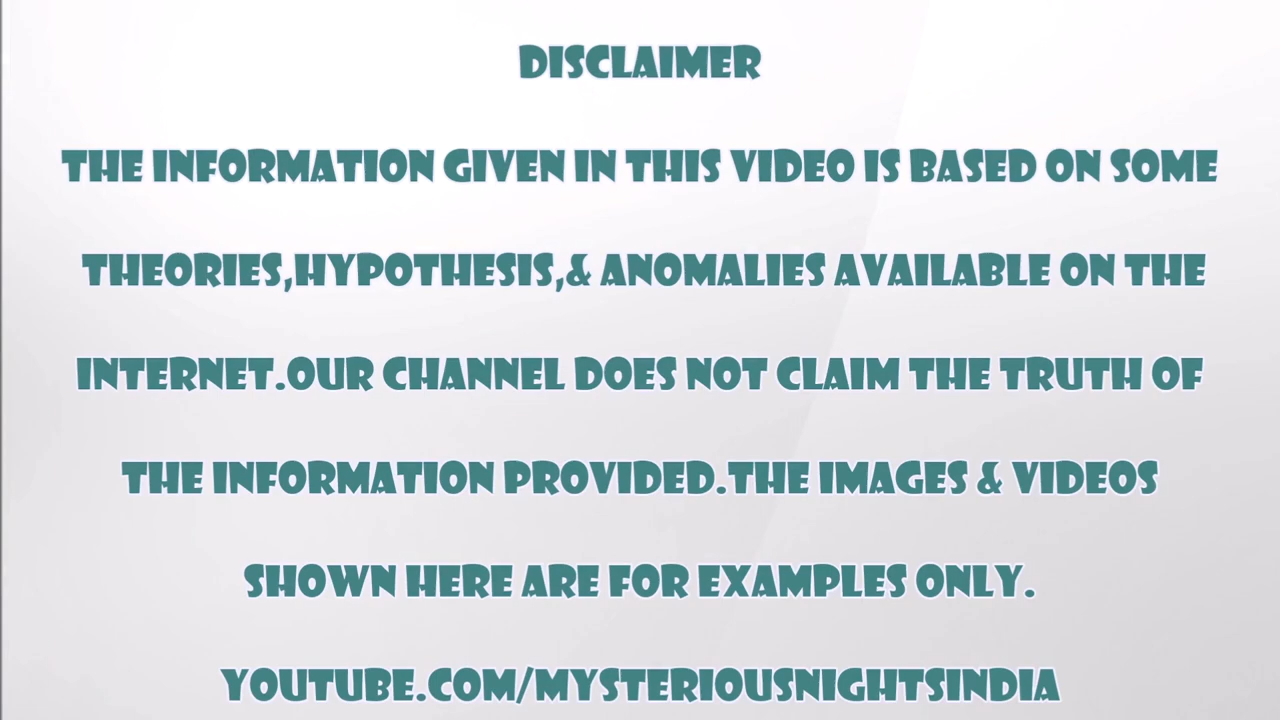 DISCLAIMER
THE INFORMATION GIVEN IN THIS VIDEO IS BASED ON SOME
THEORIES,HYPOTHESIS,& ANOMALIES AVAILABLE ON THE
INTERNET.OUR CHANNEL DOES NOT CLAIM THE TRUTH OF
THE INFORMATION PROVIDED.THE IMAGES & VIDEOS
SHOWN HERE ARE FOR EXAMPLES ONLY.
YOUTUBE.COM/MYSTERIOUSNIGHTSINDIA